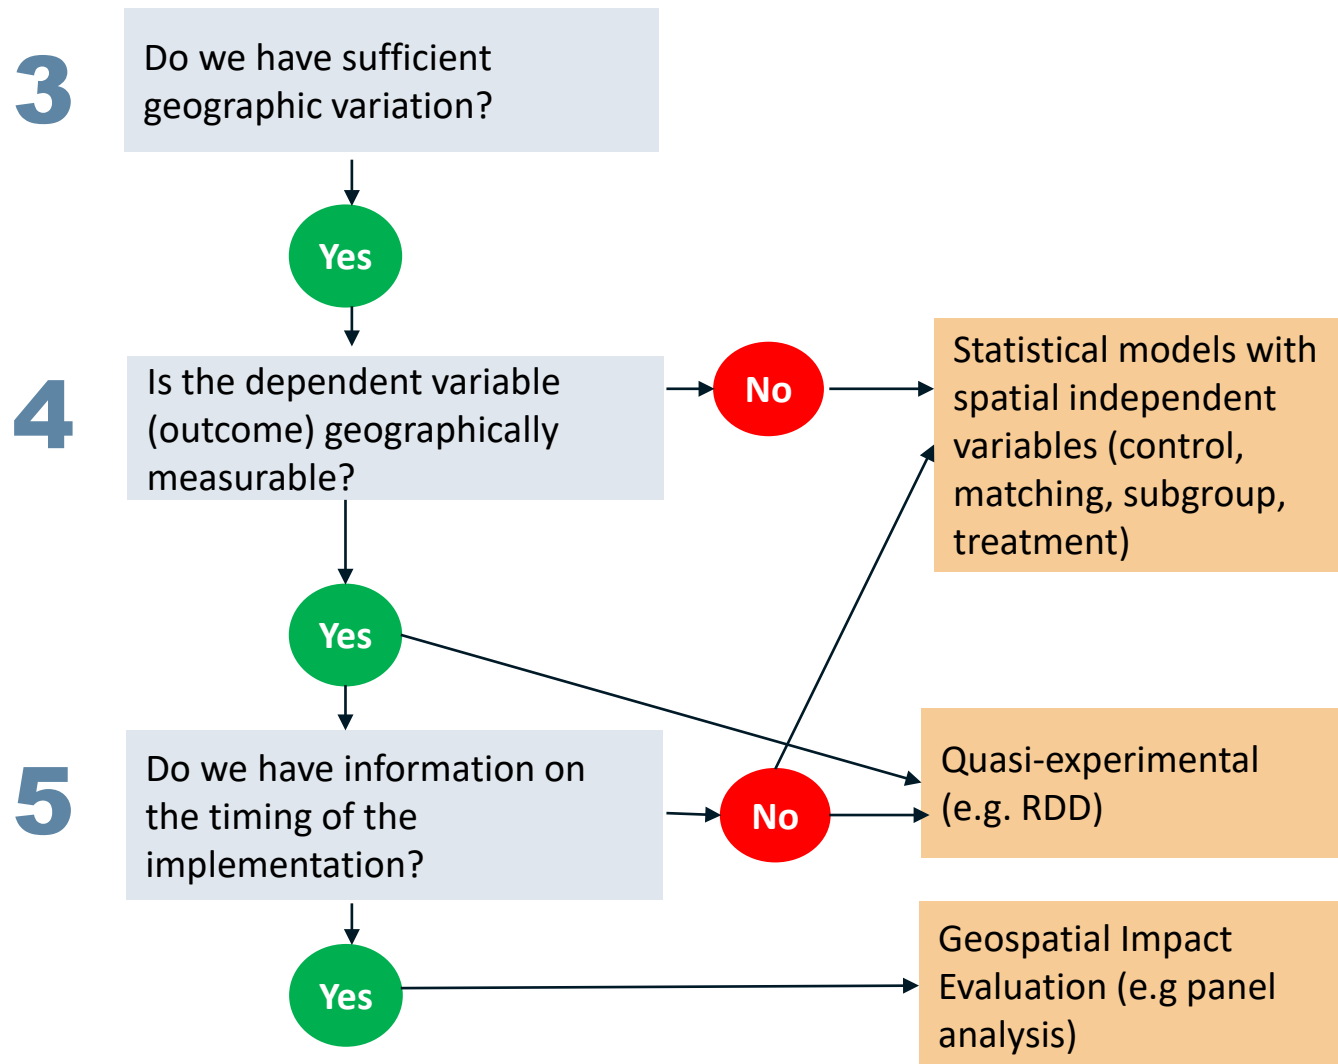 3
Do we have sufficient
geographic variation?
Yes
4
Is the dependent variable
(outcome) geographically
measurable?
No
Statistical models with
spatial independent
variables (control,
matching, subgroup,
treatment)
Yes
5
Do we have information on
the timing of the
implementation?
No
Quasi-experimental
(e.g. RDD)
Yes
Geospatial Impact
Evaluation (e.g panel
analysis)